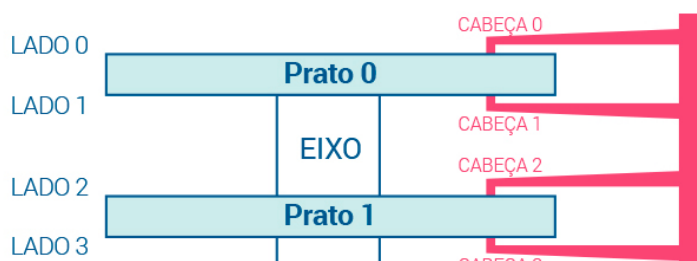 CABEÇA 0
LADO 0
Prato 0
LADO 1
CABEÇA 1
EIXO
CABEÇA 2
LADO 2
Prato 1
LADO 3